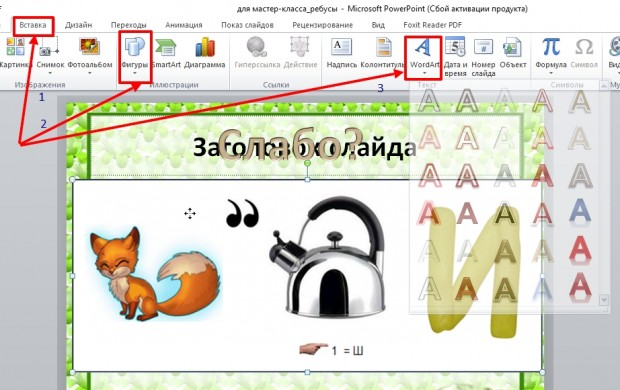 для мастер-класса_ребусы - Microsoft PowerPoint (Сбой активации продукта)
Вставка Дизайн Переходы Анимация Показ слайдов Рецензирование Вид Foxit Reader PDF
Картинка Снимок Фотоальбом Фигуры SmartArt Диаграмма Гиперссылка Действие Надпись Колонтитулы WordArt Дата и время Номер слайда Объект Формула Символ
Изображения Иллюстрации Ссылки Текст Символы
1
2
3
Слабо?
Заголовок слайда
,, И
1 = Ш